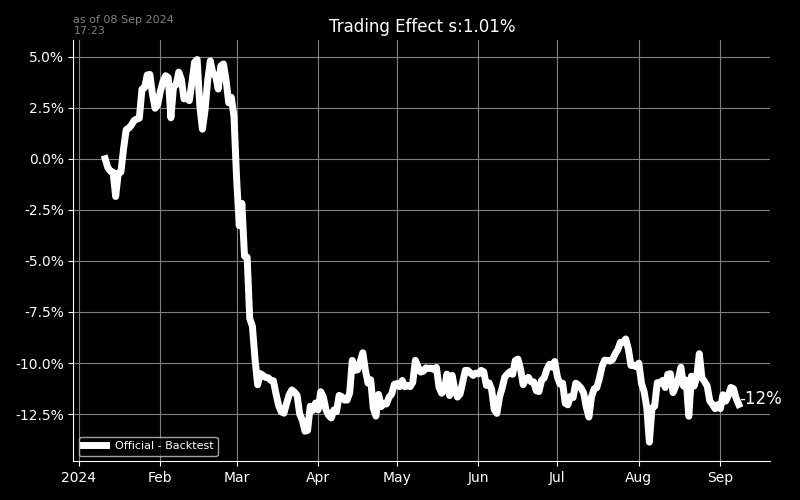 as of 08 Sep 2024
17:23
Trading Effect s:1.01%
5.0%
2.5%
0.0%
-2.5%
-5.0%
-7.5%
-10.0%
-12.5%
-12%
Official - Backtest
2024 Feb Mar Apr May Jun Jul Aug Sep